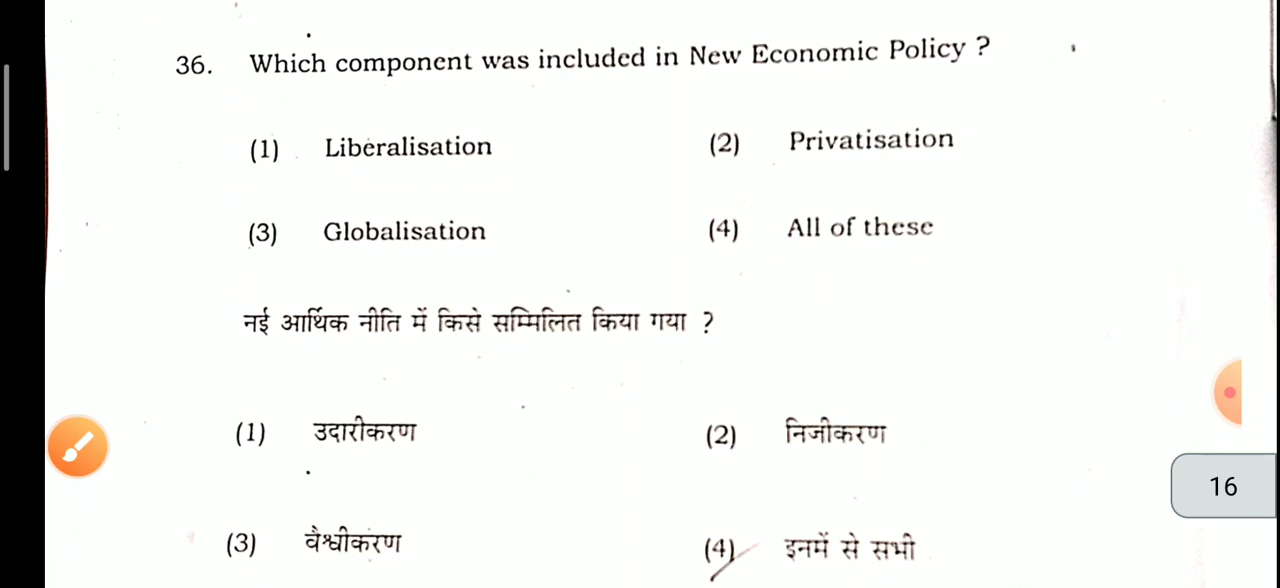 36. Which component was included in New Economic Policy ?
(1) Liberalisation (2) Privatisation
(3) Globalisation (4) All of these
नई आर्थिक नीति में किसे सम्मिलित किया गया ?
(1) उदारीकरण (2) निजीकरण
16
(3) वैश्वीकरण (4) इनमें से सभी